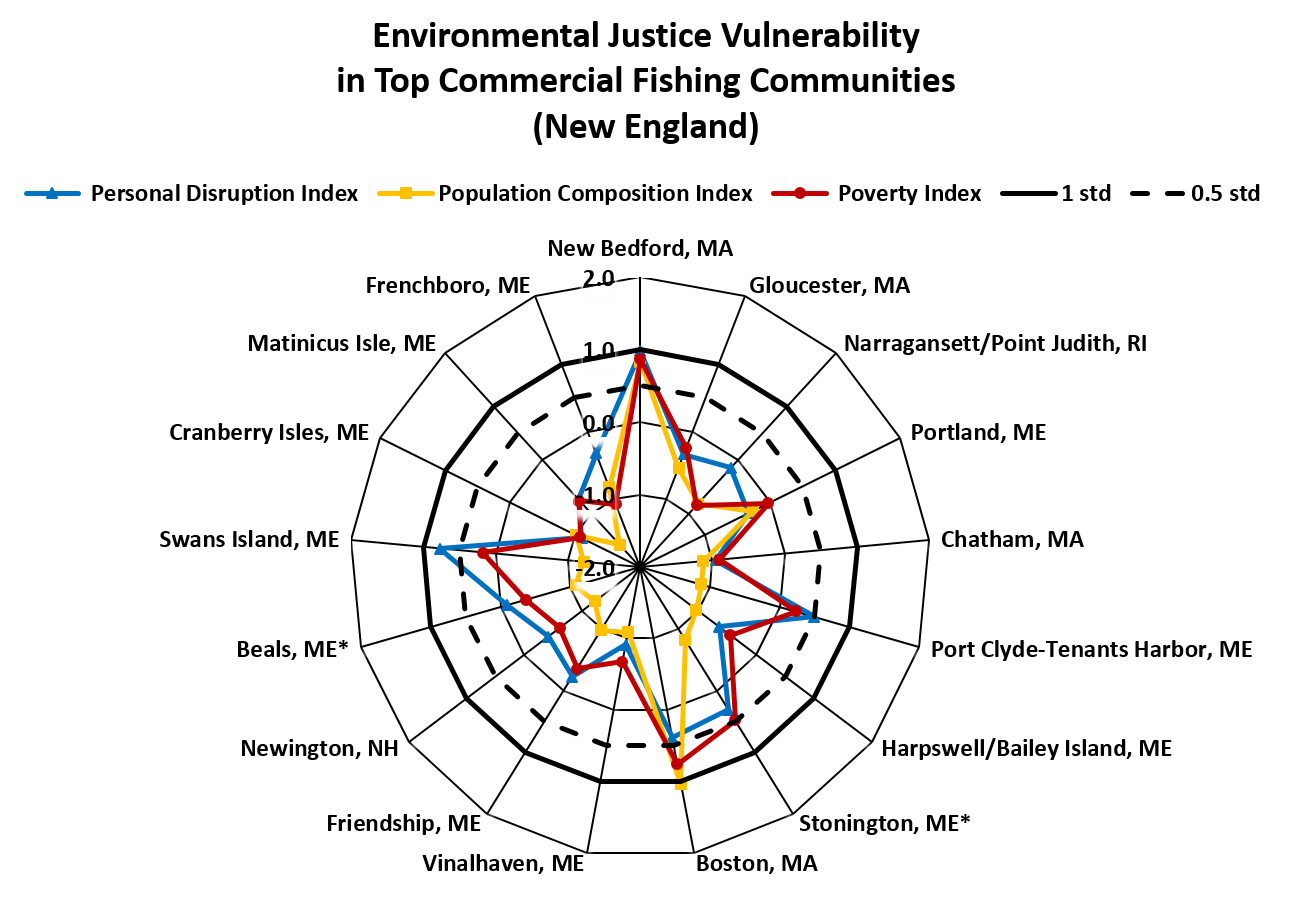 Environmental Justice Vulnerability
in Top Commercial Fishing Communities
(New England)
Personal Disruption Index Population Composition Index Poverty Index 1 std 0.5 std
New Bedford, MA
Frenchboro, ME
2.0
Gloucester, MA
Matinicus Isle, ME
1.0
Narragansett/Point Judith, RI
Cranberry Isles, ME
0.0
Portland, ME
-1.0
Swans Island, ME
Chatham, MA
-2.0
Beals, ME*
Port Clyde-Tenants Harbor, ME
Newington, NH
Harpswell/Bailey Island, ME
Friendship, ME
Stonington, ME*
Vinalhaven, ME
Boston, MA